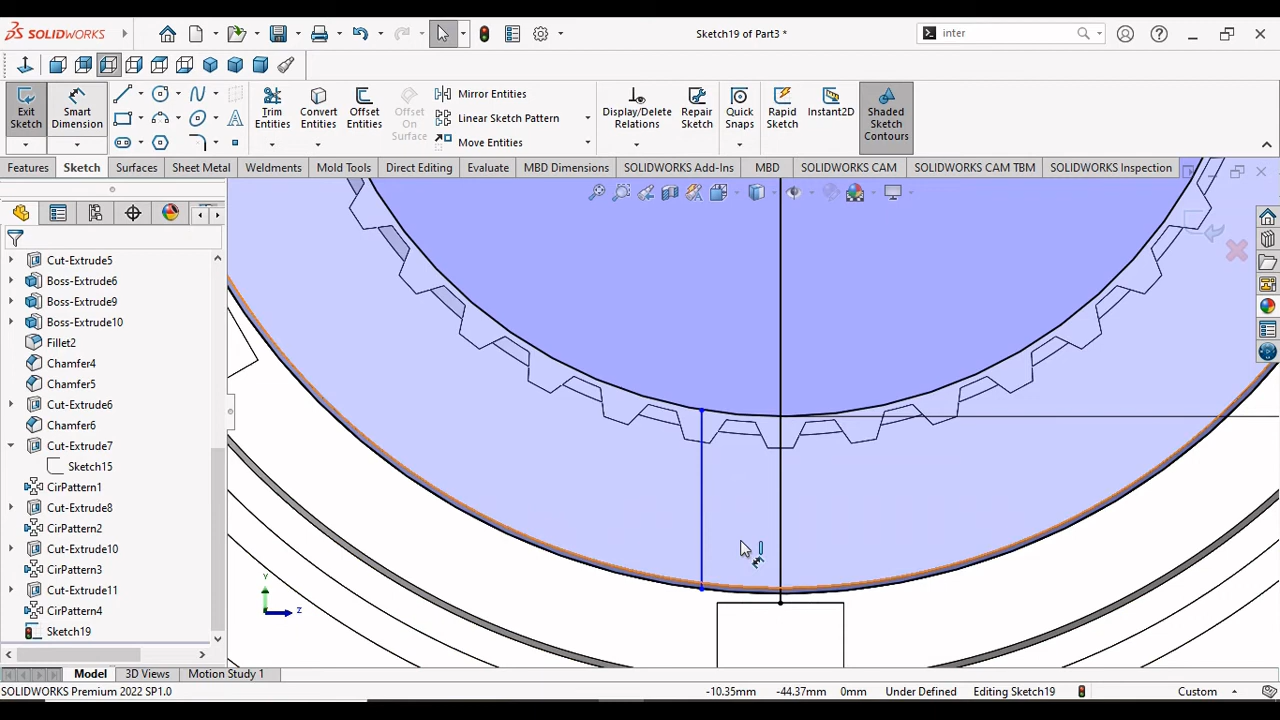 SOLIDWORKS
Sketch19 of Part3 *
inter
Exit Sketch
Smart Dimension
Trim Entities
Convert Entities
Offset Entities
Offset On Surface
Mirror Entities
Linear Sketch Pattern
Move Entities
Display/Delete Relations
Repair Sketch
Quick Snaps
Rapid Sketch
Instant2D
Shaded Sketch Contours
Features
Sketch
Surfaces
Sheet Metal
Weldments
Mold Tools
Direct Editing
Evaluate
MBD Dimensions
SOLIDWORKS Add-Ins
MBD
SOLIDWORKS CAM
SOLIDWORKS CAM TBM
SOLIDWORKS Inspection
Cut-Extrude5
Boss-Extrude6
Boss-Extrude9
Boss-Extrude10
Fillet2
Chamfer4
Chamfer5
Cut-Extrude6
Chamfer6
Cut-Extrude7
Sketch15
CirPattern1
Cut-Extrude8
CirPattern2
Cut-Extrude10
CirPattern3
Cut-Extrude11
CirPattern4
Sketch19
Y
Z
Model
3D Views
Motion Study 1
SOLIDWORKS Premium 2022 SP1.0
-10.35mm
-44.37mm
0mm
Under Defined
Editing Sketch19
Custom